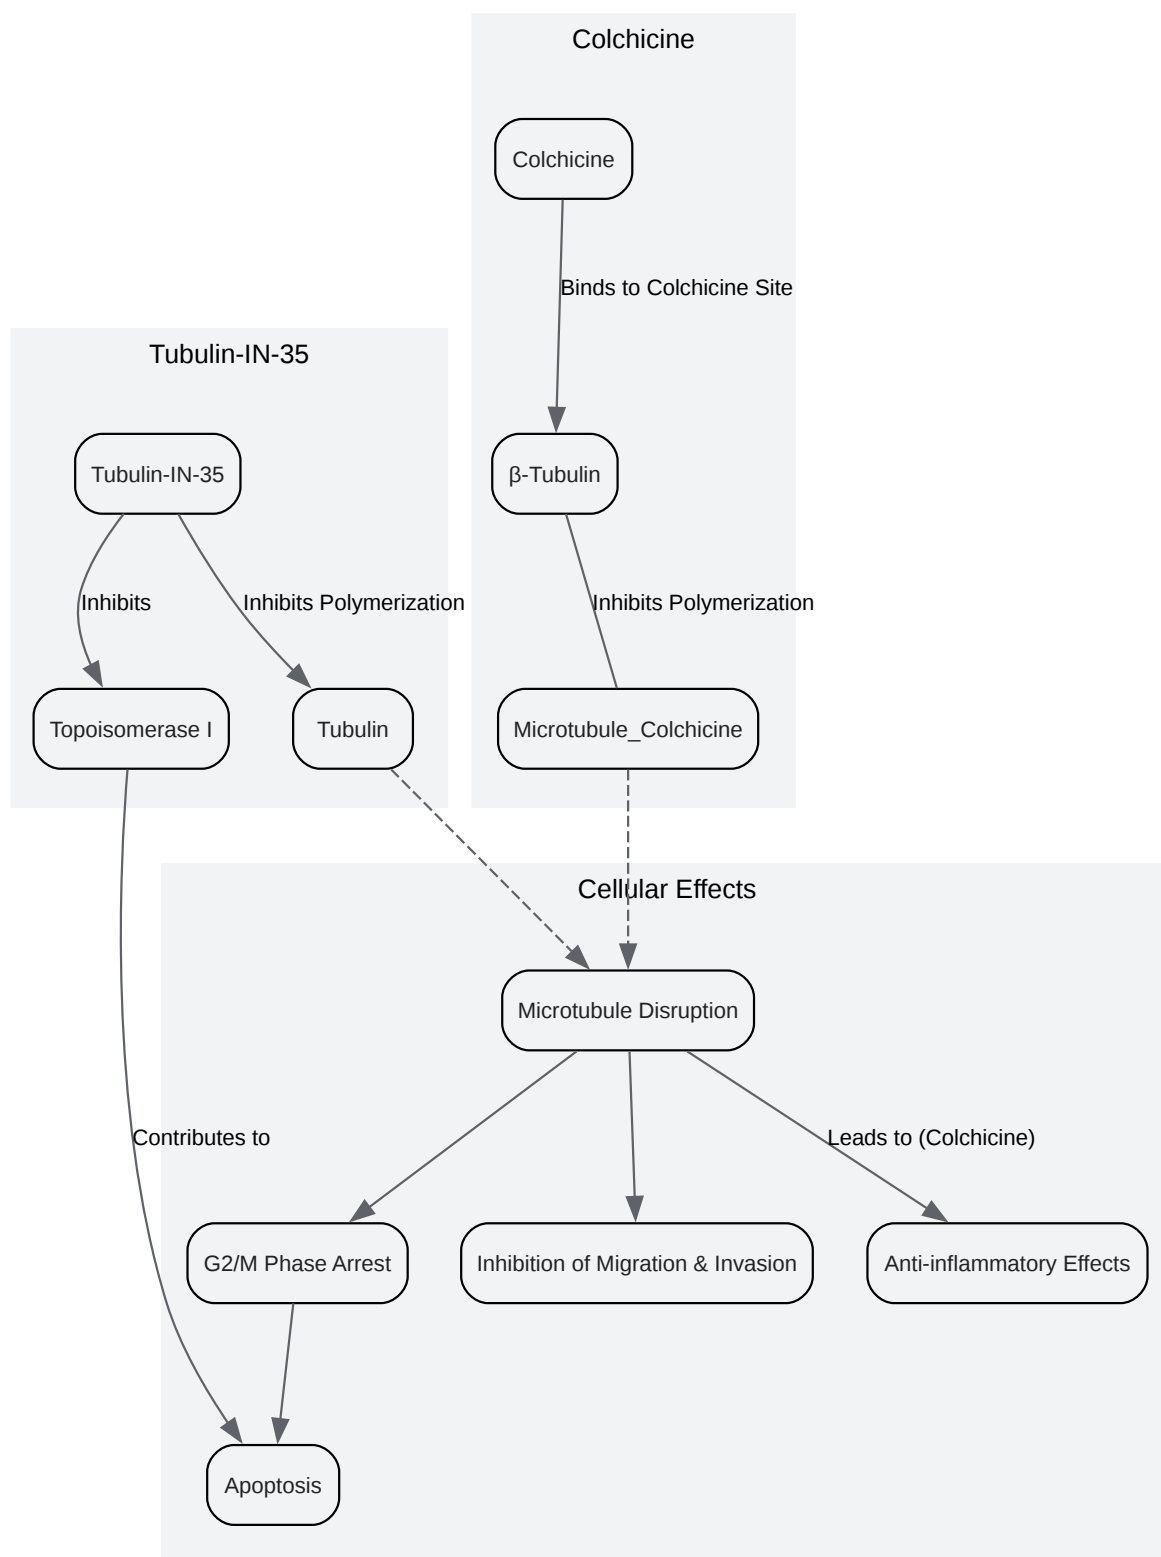 Colchicine
Colchicine
Binds to Colchicine Site
Tubulin-IN-35
Tubulin-IN-35
β-Tubulin
Inhibits
Inhibits Polymerization
Inhibits Polymerization
Topoisomerase I
Tubulin
Microtubule_Colchicine
Cellular Effects
Microtubule Disruption
Contributes to
Leads to (Colchicine)
G2/M Phase Arrest
Inhibition of Migration & Invasion
Anti-inflammatory Effects
Apoptosis